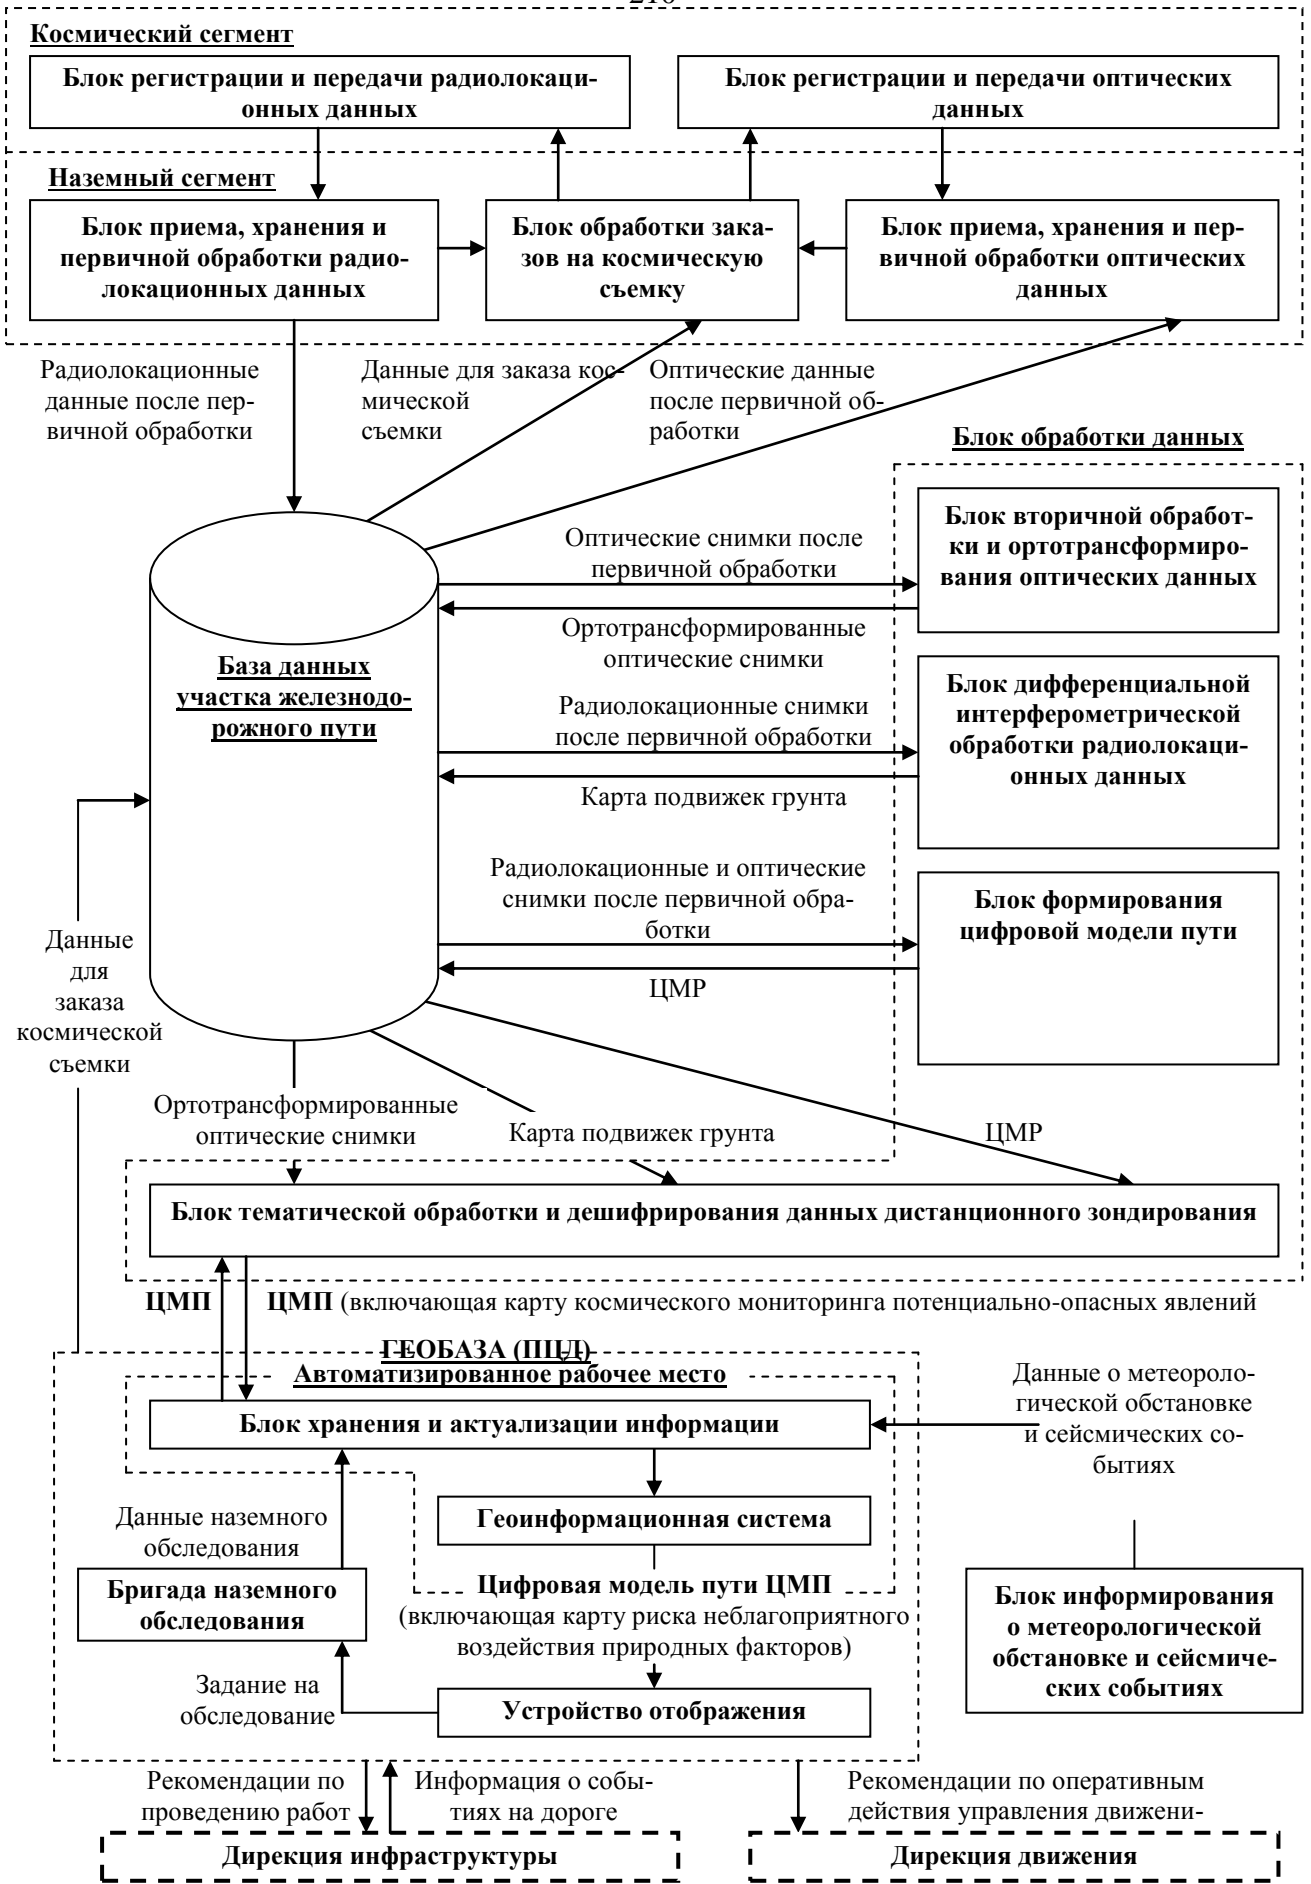 216
Космический сегмент
Блок регистрации и передачи радиолокаци-
онных данных
Блок регистрации и передачи оптических
данных
Наземный сегмент
Блок приема, хранения и
первичной обработки радио-
локационных данных
Блок обработки зака-
зов на космическую
съемку
Блок приема, хранения и пер-
вичной обработки оптических
данных
Радиолокационные
данные после пер-
вичной обработки
Данные для заказа кос-
мической
съемки
Оптические данные
после первичной об-
работки
Блок обработки данных
Блок вторичной обработ-
ки и ортотрансформиро-
вания оптических данных
Оптические снимки после
первичной обработки
Ортотрансформированные
оптические снимки
База данных
участка железнодо-
рожного пути
Блок дифференциальной
интерферометрической
обработки радиолокаци-
онных данных
Радиолокационные снимки
после первичной обработки
Карта подвижек грунта
Радиолокационные и оптические
снимки после первичной обра-
ботки
Блок формирования
цифровой модели пути
ЦМР
Данные
для
заказа
космической
съемки
Ортотрансформированные
оптические снимки
Карта подвижек грунта
ЦМР
Блок тематической обработки и дешифрирования данных дистанционного зондирования
ЦМП
ЦМП (включающая карту космического мониторинга потенциально-опасных явлений
ГЕОБАЗА (ПЦД)
Автоматизированное рабочее место
Блок хранения и актуализации информации
Данные о метеороло-
гической обстановке
и сейсмических со-
бытиях
Геоинформационная система
Данные наземного
обследования
Бригада наземного
обследования
Цифровая модель пути ЦМП
(включающая карту риска неблагоприятного
воздействия природных факторов)
Блок информирования
о метеорологической
обстановке и сейсмиче-
ских событиях
Задание на
обследование
Устройство отображения
Рекомендации по
проведению работ
Информация о собы-
тиях на дороге
Рекомендации по оперативным
действия управления движени-
Дирекция инфраструктуры
Дирекция движения